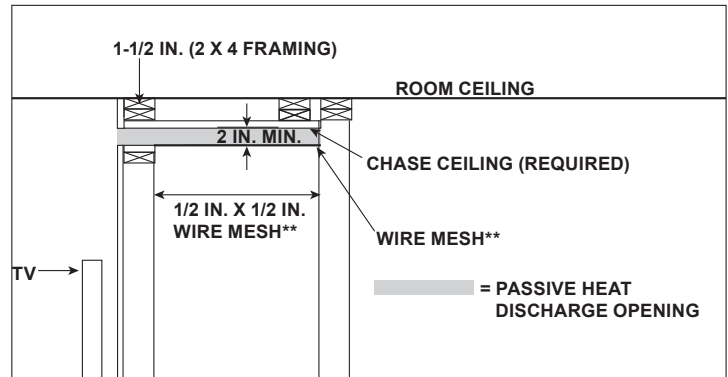 1-1/2 IN. (2 X 4 FRAMING)
ROOM CEILING
2 IN. MIN.
CHASE CEILING (REQUIRED)
1/2 IN. X 1/2 IN.
WIRE MESH**
WIRE MESH**
TV
= PASSIVE HEAT
DISCHARGE OPENING